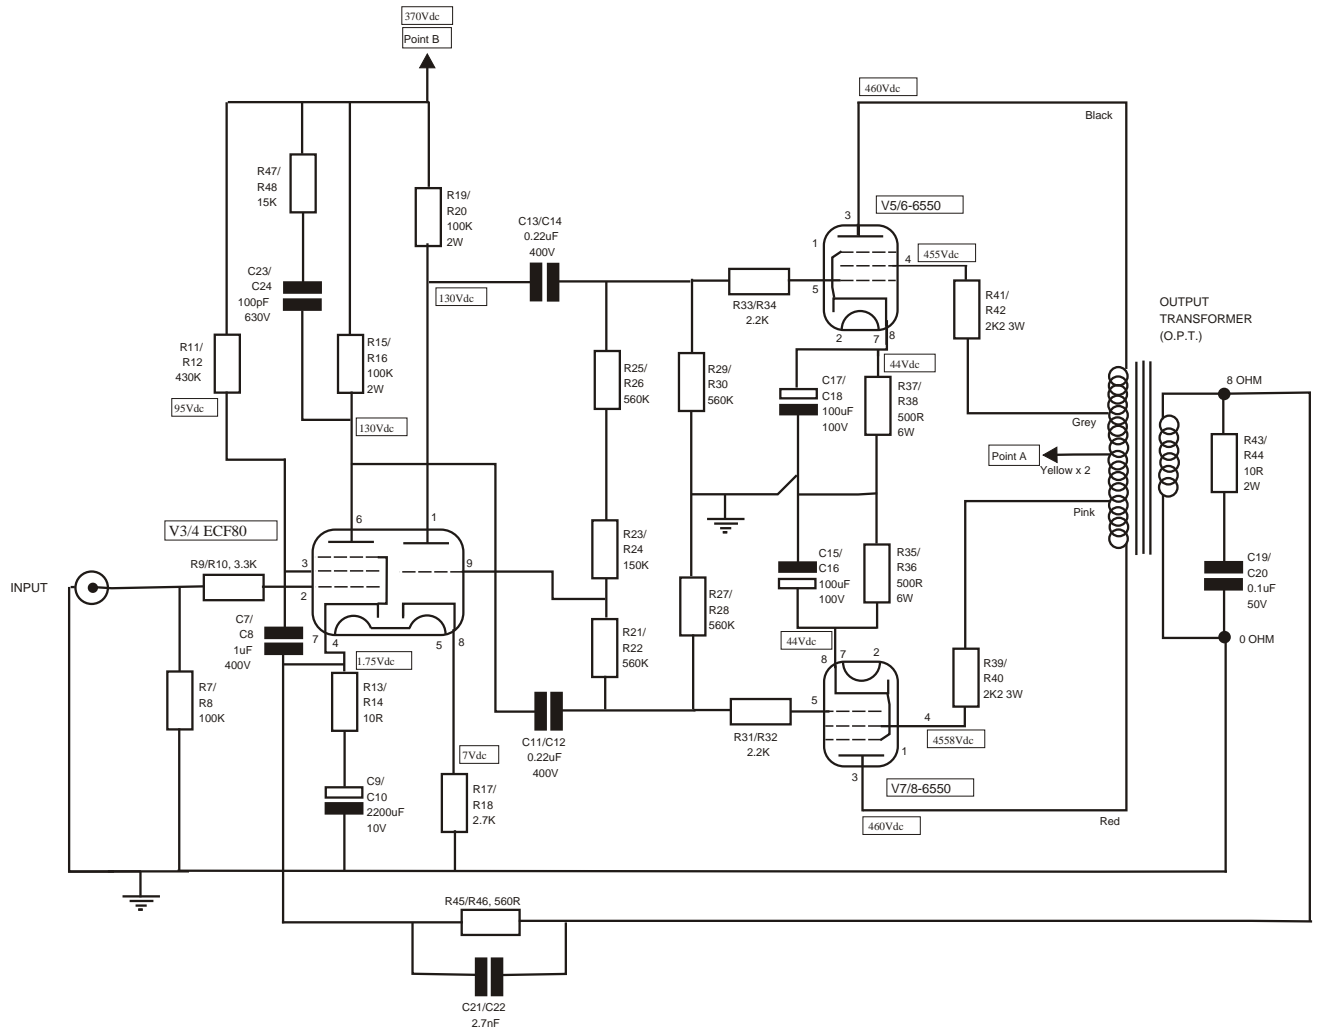 370Vdc
Point B
460Vdc
Black
R47/
R48
15K
R19/
R20
100K
2W
C13/C14
0.22uF
400V
V5/6-6550
3
1
4
5
2
7
8
455Vdc
R33/R34
2.2K
R41/
R42
2K2 3W
OUTPUT
TRANSFORMER
(O.P.T.)
C23/
C24
100pF
630V
130Vdc
R11/
R12
430K
R15/
R16
100K
2W
95Vdc
130Vdc
R25/
R26
560K
R29/
R30
560K
C17/
C18
100uF
100V
44Vdc
R37/
R38
500R
6W
8 OHM
Grey
Point A
Yellow x 2
Pink
R43/
R44
10R
2W
V3/4 ECF80
6
1
3
2
9
7
4
5
8
INPUT
R9/R10, 3.3K
R23/
R24
150K
C15/
C16
100uF
100V
R35/
R36
500R
6W
C19/
C20
0.1uF
50V
C7/
C8
1uF
400V
R27/
R28
560K
R21/
R22
560K
44Vdc
0 OHM
1.75Vdc
8
7
2
5
4
1
3
R7/
R8
100K
R13/
R14
10R
R39/
R40
2K2 3W
R31/R32
2.2K
4558Vdc
C11/C12
0.22uF
400V
7Vdc
C9/
C10
2200uF
10V
R17/
R18
2.7K
V7/8-6550
460Vdc
Red
R45/R46, 560R
C21/C22
2.7nF